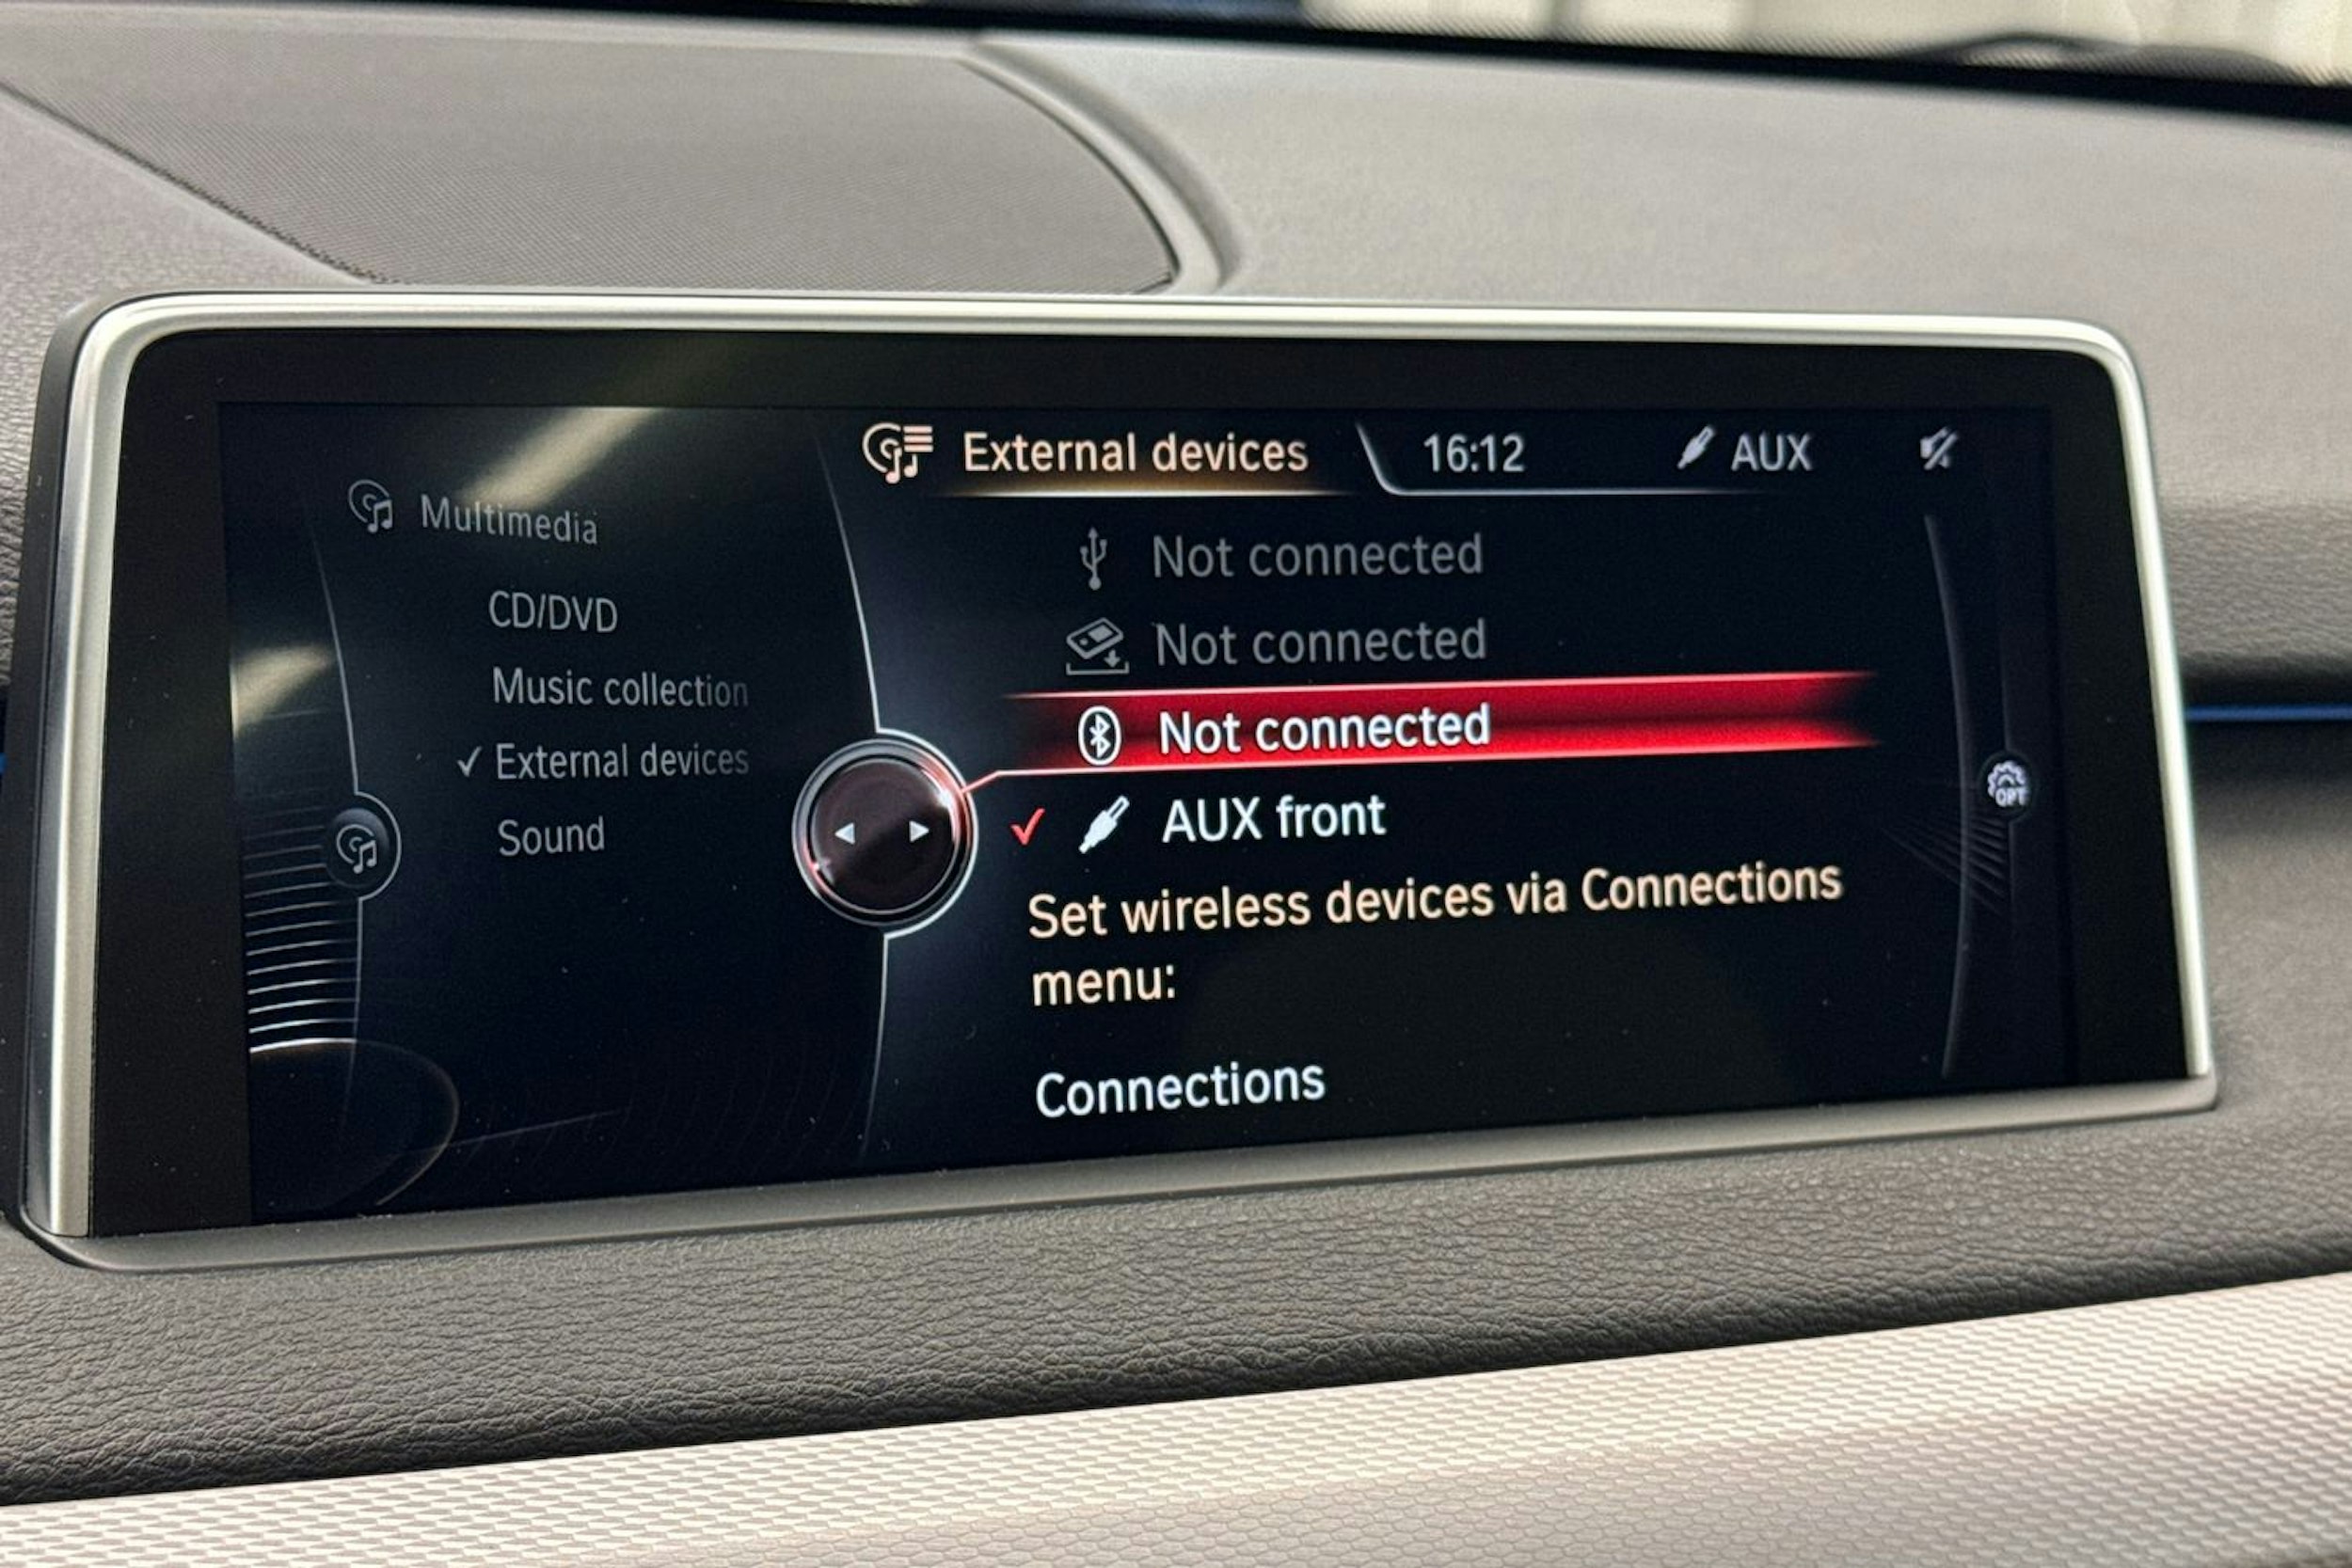 External devices 16:12 AUX
Multimedia
CD/DVD
Music collection
✓ External devices
Sound
Not connected
Not connected
Not connected
✓ AUX front
Set wireless devices via Connections
menu:
Connections
OPT